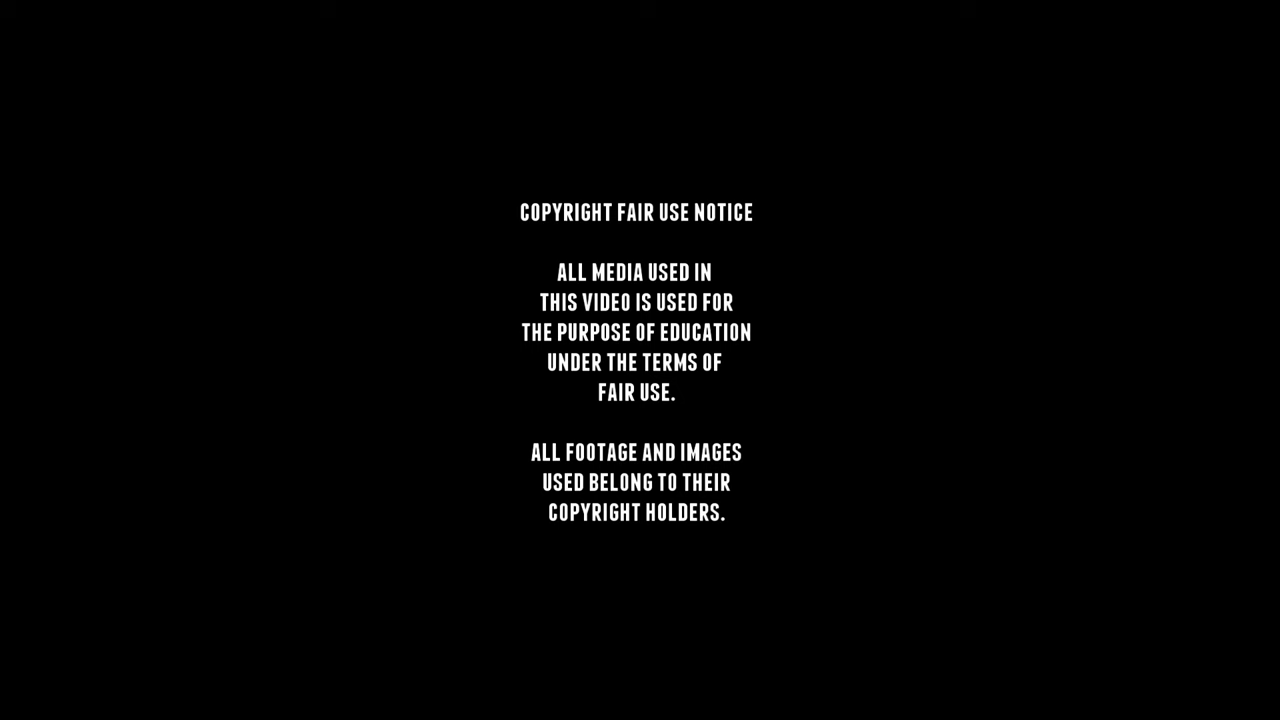 COPYRIGHT FAIR USE NOTICE
ALL MEDIA USED IN
THIS VIDEO IS USED FOR
THE PURPOSE OF EDUCATION
UNDER THE TERMS OF
FAIR USE.
ALL FOOTAGE AND IMAGES
USED BELONG TO THEIR
COPYRIGHT HOLDERS.